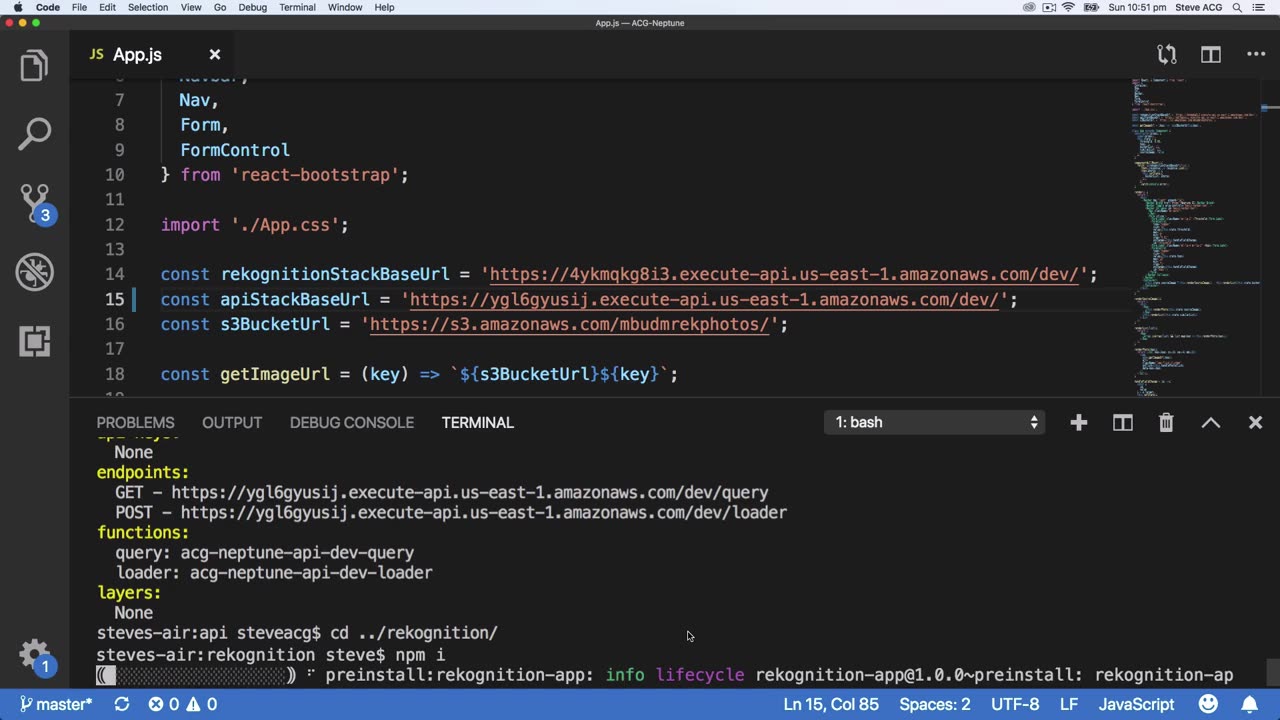 Code File Edit Selection View Go Debug Terminal Window Help Sun 10:51 pm Steve ACG
App.js — ACG-Neptune
JS App.js
Navbar,
7 Nav,
8 Form,
9 FormControl
10 } from 'react-bootstrap';
11
12 import './App.css';
13
14 const rekognitionStackBaseUrl = 'https://4ykmqkg8i3.execute-api.us-east-1.amazonaws.com/dev/';
15 const apiStackBaseUrl = 'https://ygl6gyusij.execute-api.us-east-1.amazonaws.com/dev/';
16 const s3BucketUrl = 'https://s3.amazonaws.com/mbudmrekphotos/';
17
18 const getImageUrl = (key) => `${s3BucketUrl}${key}`;
3
PROBLEMS OUTPUT DEBUG CONSOLE TERMINAL 1: bash
None
endpoints:
GET - https://ygl6gyusij.execute-api.us-east-1.amazonaws.com/dev/query
POST - https://ygl6gyusij.execute-api.us-east-1.amazonaws.com/dev/loader
functions:
query: acg-neptune-api-dev-query
loader: acg-neptune-api-dev-loader
layers:
None
steves-air:api steveacg$ cd ../rekognition/
steves-air:rekognition steve$ npm i
preinstall:rekognition-app: info lifecycle rekognition-app@1.0.0~preinstall: rekognition-ap
1
master* 0 0 Ln 15, Col 85 Spaces: 2 UTF-8 LF JavaScript